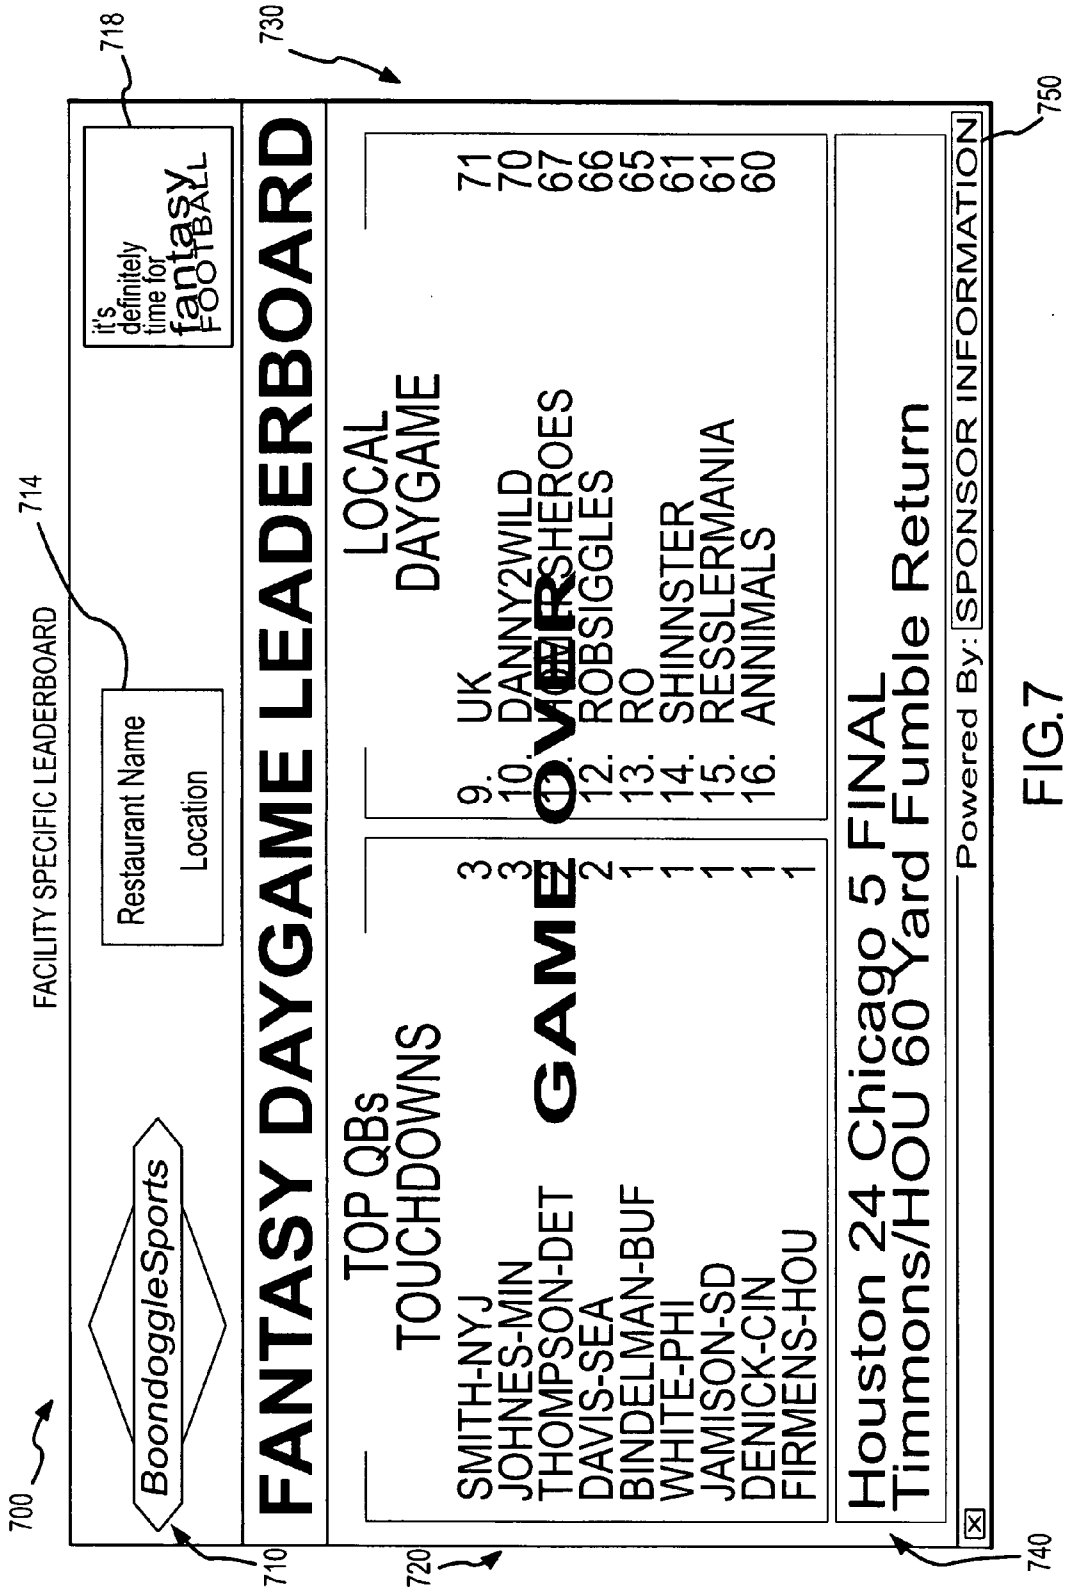 FACILITY SPECIFIC LEADERBOARD
700
710
BoondoggleSports
714
Restaurant Name
Location
718
it's
definitely
time for
fantasy
FOOTBALL
FANTASY DAYGAME LEADERBOARD
720
TOP QBs
TOUCHDOWNS
SMITH-NYJ 3
JOHNES-MIN 3
THOMPSON-DET 2
DAVIS-SEA 2
BINDELMAN-BUF 1
WHITE-PHI 1
JAMISON-SD 1
DENICK-CIN 1
FIRMENS-HOU 1
730
LOCAL
DAYGAME
9. UK 71
10. DANNY2WILD 70
11. HOMERSHEROES 67
12. ROBSIGGLES 66
13. RO 65
14. SHINNSTER 61
15. RESSLERMANIA 61
16. ANNIMALS 60
GAME OVER
740
Houston 24 Chicago 5 FINAL
Timmons/HOU 60 Yard Fumble Return
X
Powered By: SPONSOR INFORMATION
750
FIG.7